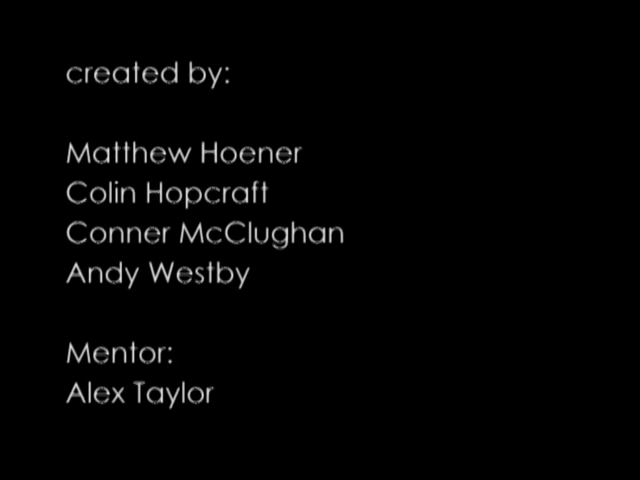 created by:
Matthew Hoener
Colin Hopcraft
Conner McClughan
Andy Westby
Mentor:
Alex Taylor